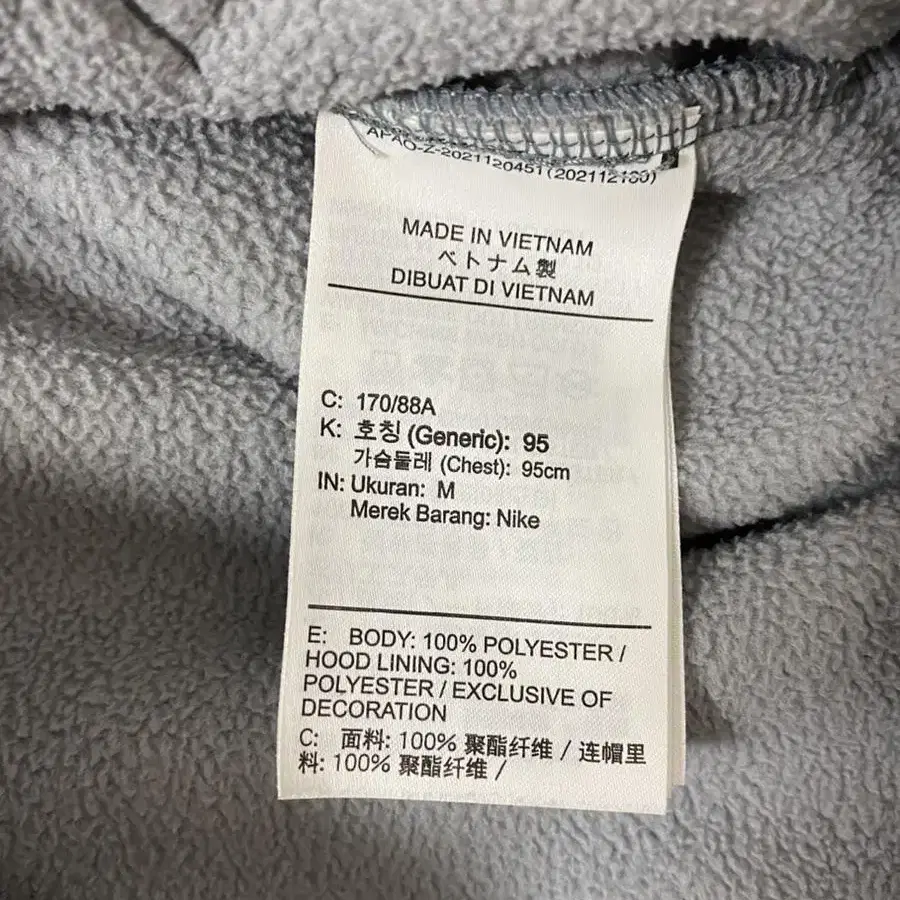 APAO-Z-2021120451(202112180)
MADE IN VIETNAM
ベトナム製
DIBUAT DI VIETNAM
C: 170/88A
K: 호칭 (Generic): 95
가슴둘레 (Chest): 95cm
IN: Ukuran: M
Merek Barang: Nike
E: BODY: 100% POLYESTER /
HOOD LINING: 100%
POLYESTER / EXCLUSIVE OF
DECORATION
C: 面料: 100% 聚酯纤维 / 连帽里
料: 100% 聚酯纤维 /